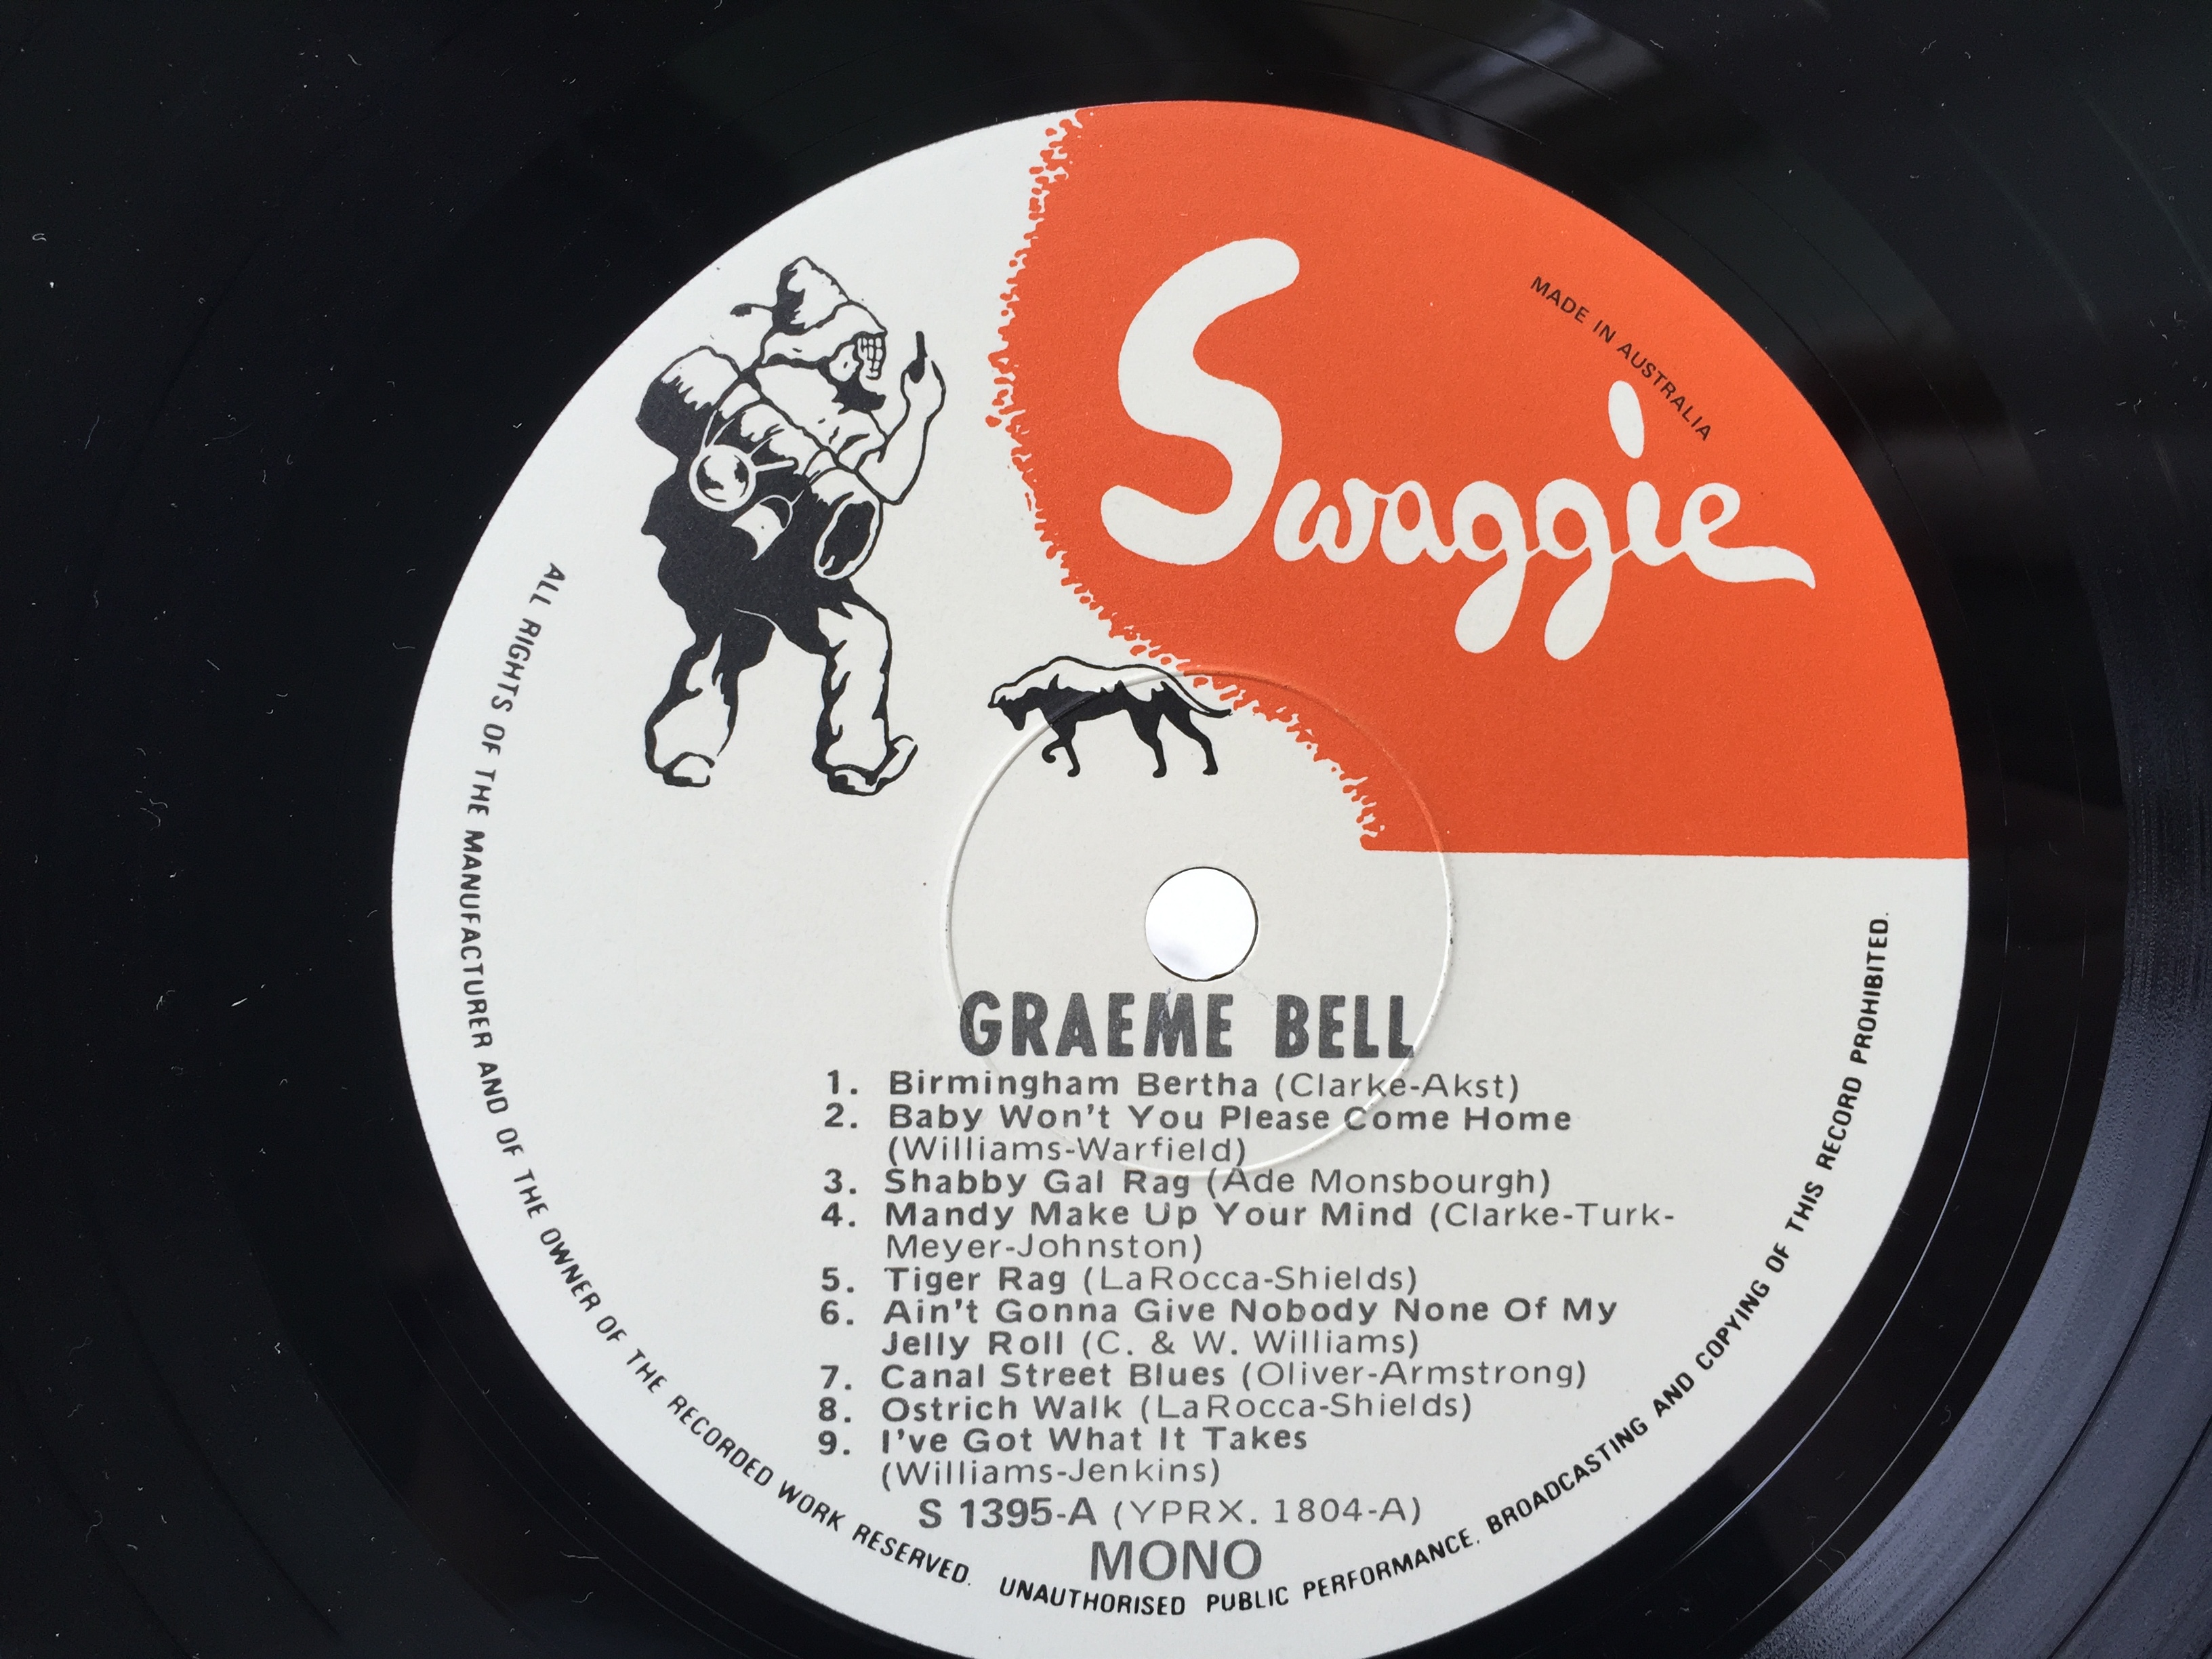 Swaggie
MADE IN AUSTRALIA
GRAEME BELL
1. Birmingham Bertha (Clarke-Akst)
2. Baby Won't You Please Come Home
(Williams-Warfield)
3. Shabby Gal Rag (Ade Monsbourgh)
4. Mandy Make Up Your Mind (Clarke-Turk-
Meyer-Johnston)
5. Tiger Rag (LaRocca-Shields)
6. Ain't Gonna Give Nobody None Of My
Jelly Roll (C. & W. Williams)
7. Canal Street Blues (Oliver-Armstrong)
8. Ostrich Walk (LaRocca-Shields)
9. I've Got What It Takes
(Williams-Jenkins)
S 1395-A (YPRX. 1804-A)
MONO
ALL RIGHTS OF THE MANUFACTURER AND OF THE OWNER OF THE RECORDED WORK RESERVED. UNAUTHORISED PUBLIC PERFORMANCE. BROADCASTING AND COPYING OF THIS RECORD PROHIBITED.